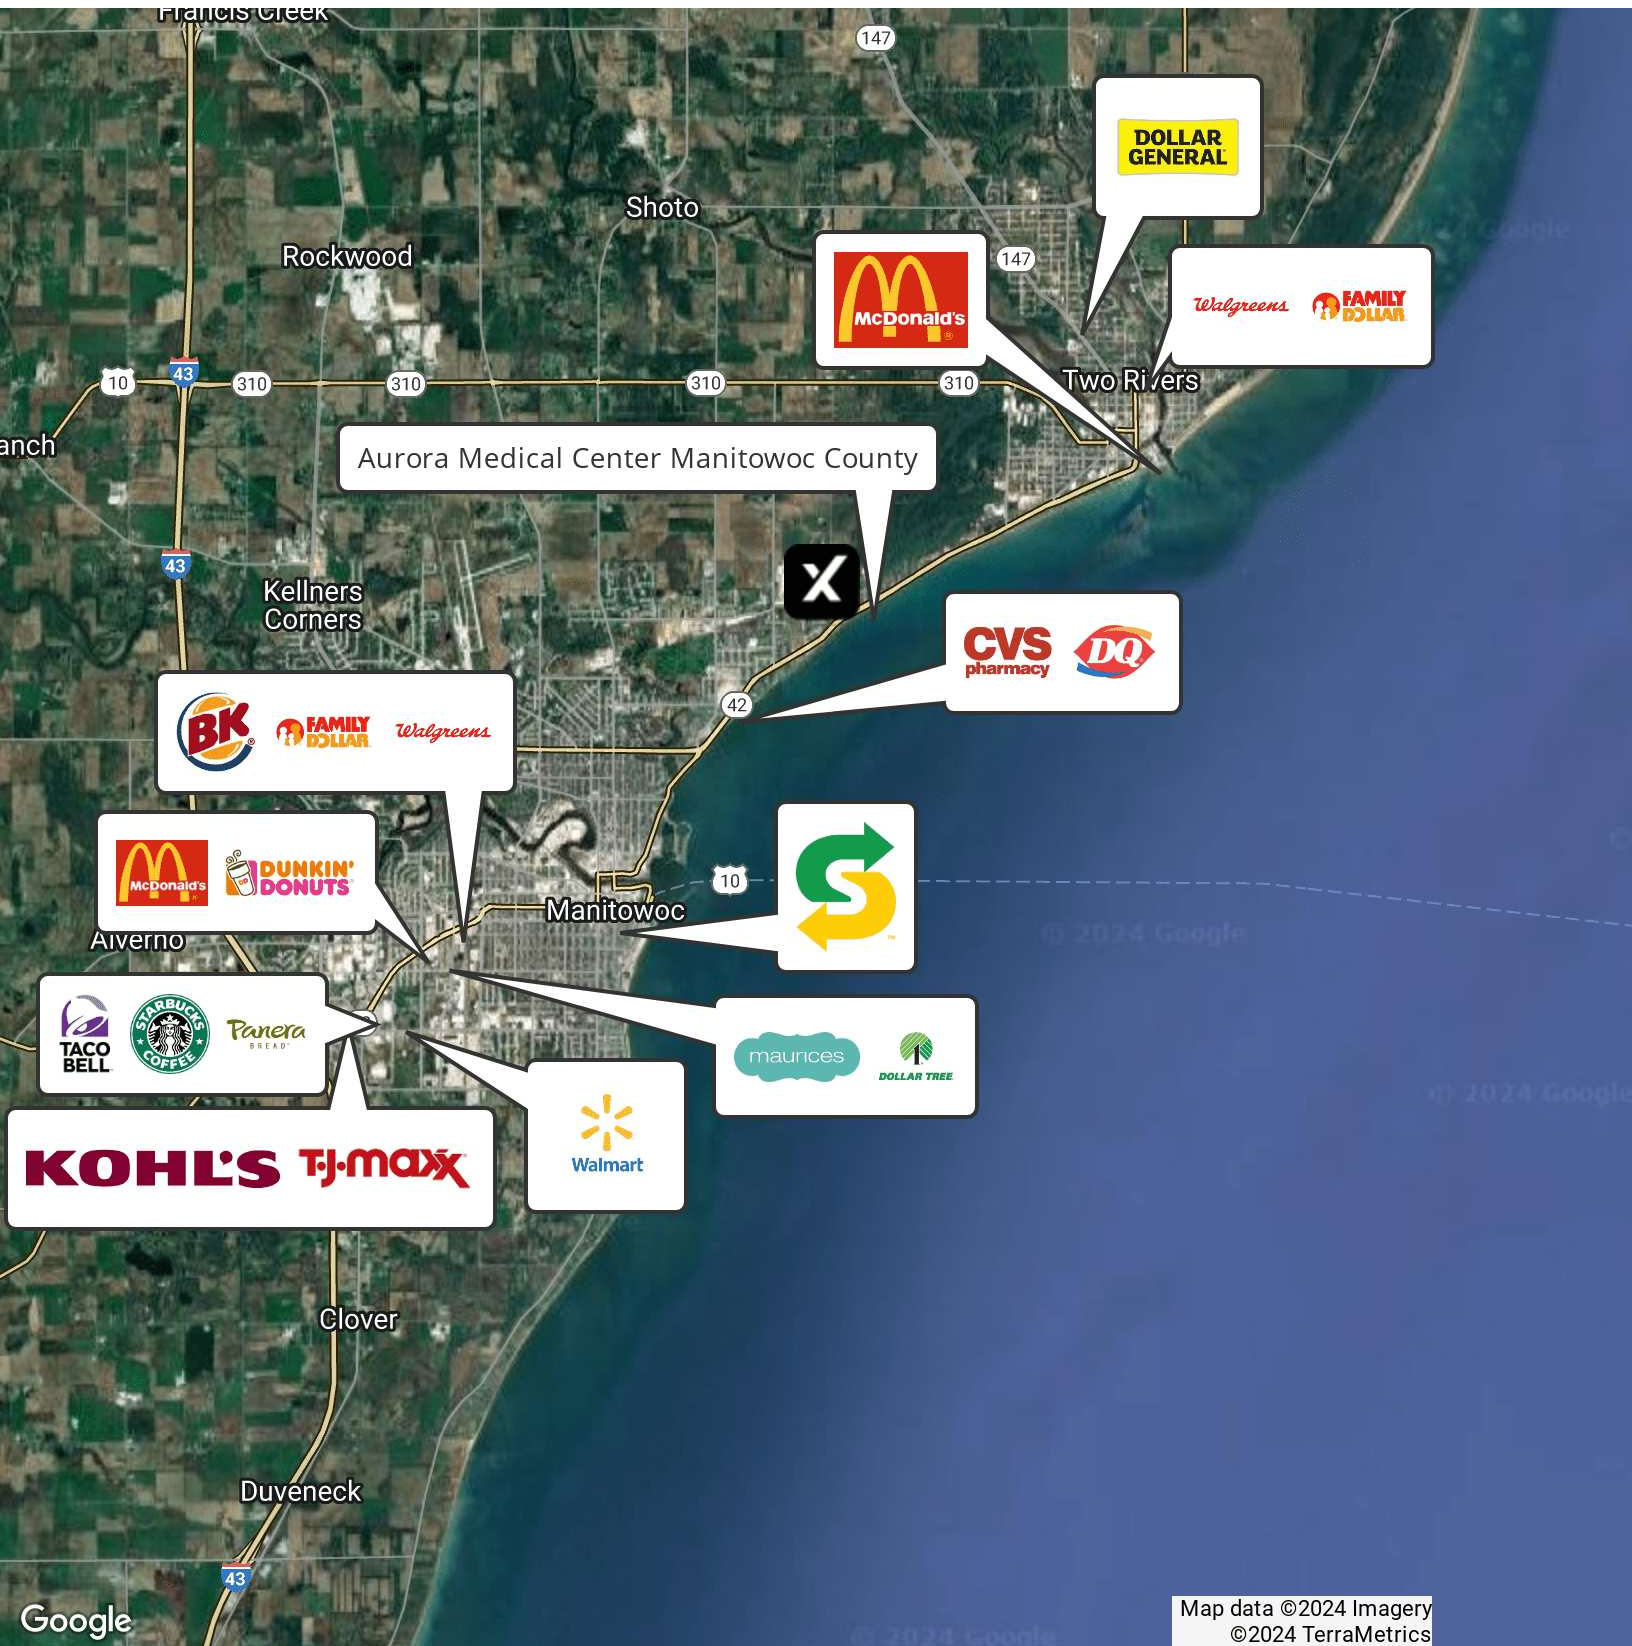 Francis Creek
147
DOLLAR
GENERAL
Shoto
Rockwood
147
McDonald's
Walgreens
FAMILY
DOLLAR
43
10
310
310
310
310
Two Rivers
anch
Aurora Medical Center Manitowoc County
43
X
Kellners
Corners
CVS
pharmacy
DQ
42
BK
FAMILY
DOLLAR
Walgreens
McDonald's
DUNKIN'
DONUTS
DD
10
Manitowoc
Alverno
© 2024 Google
TACO
BELL
STARBUCKS
COFFEE
Panera
BREAD
maurices
DOLLAR TREE
© 2024 Google
Walmart
KOHL'S
T·J·maxx
Clover
Duveneck
43
Google
© 2024 Google
Map data ©2024 Imagery
©2024 TerraMetrics